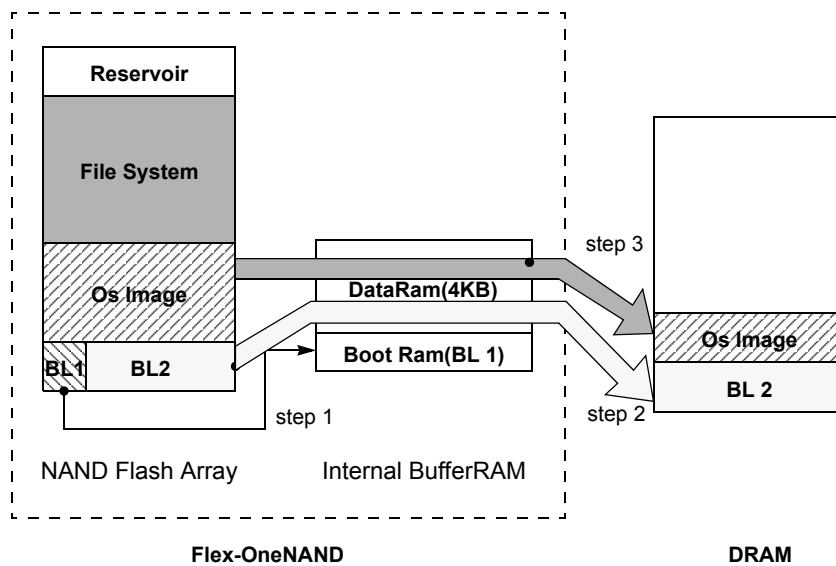 Reservoir
File System
step 3
DataRam(4KB)
Os Image
Os Image
Boot Ram(BL 1)
BL1
BL2
BL 2
step 1
step 2
NAND Flash Array
Internal BufferRAM
Flex-OneNAND
DRAM